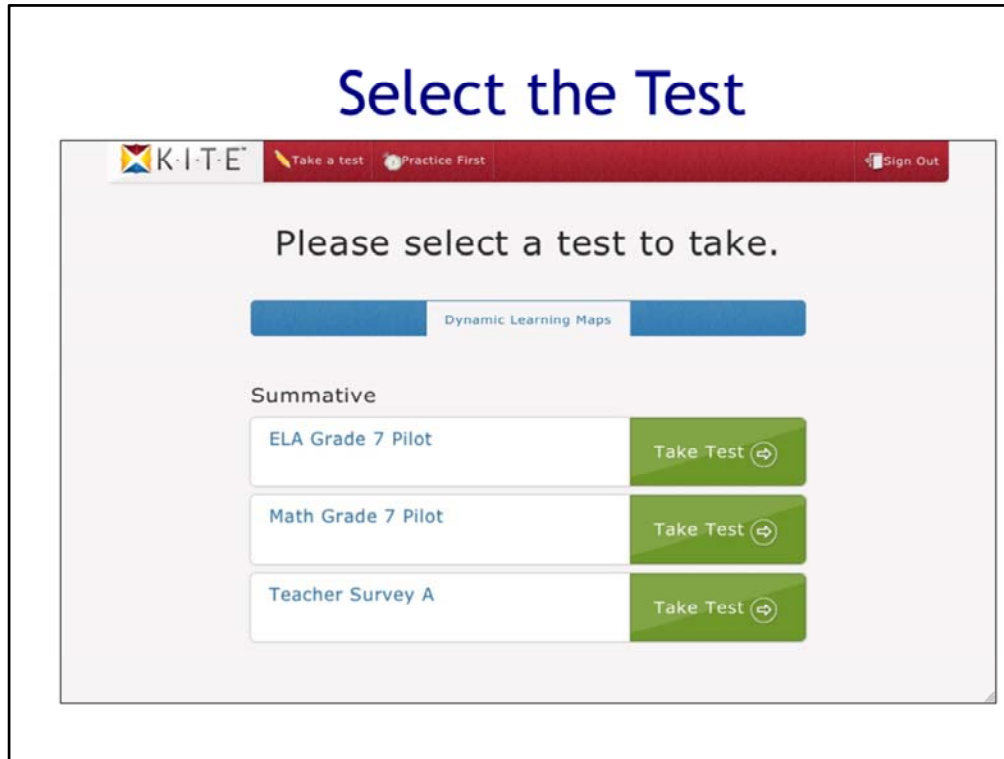 Select the Test
K·I·T·E™ Take a test Practice First Sign Out
Please select a test to take.
Dynamic Learning Maps
Summative
ELA Grade 7 Pilot Take Test
Math Grade 7 Pilot Take Test
Teacher Survey A Take Test